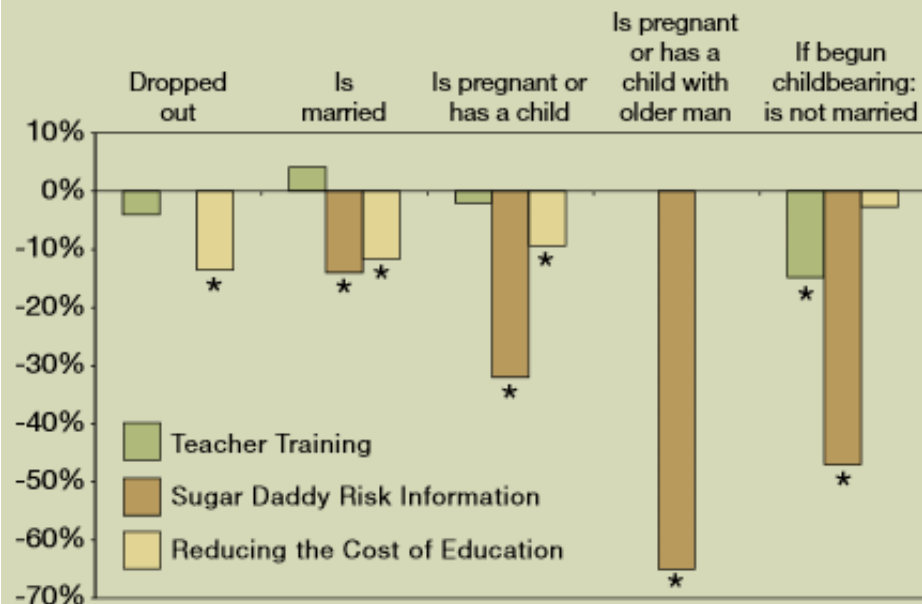 Dropped
out
Is
married
Is pregnant or
has a child
Is pregnant
or has a
child with
older man
If begun
childbearing:
is not married
10%
0%
-10%
*
*
*
*
*
-20%
-30%
*
-40%
Teacher Training
-50%
*
Sugar Daddy Risk Information
-60%
Reducing the Cost of Education
*
-70%